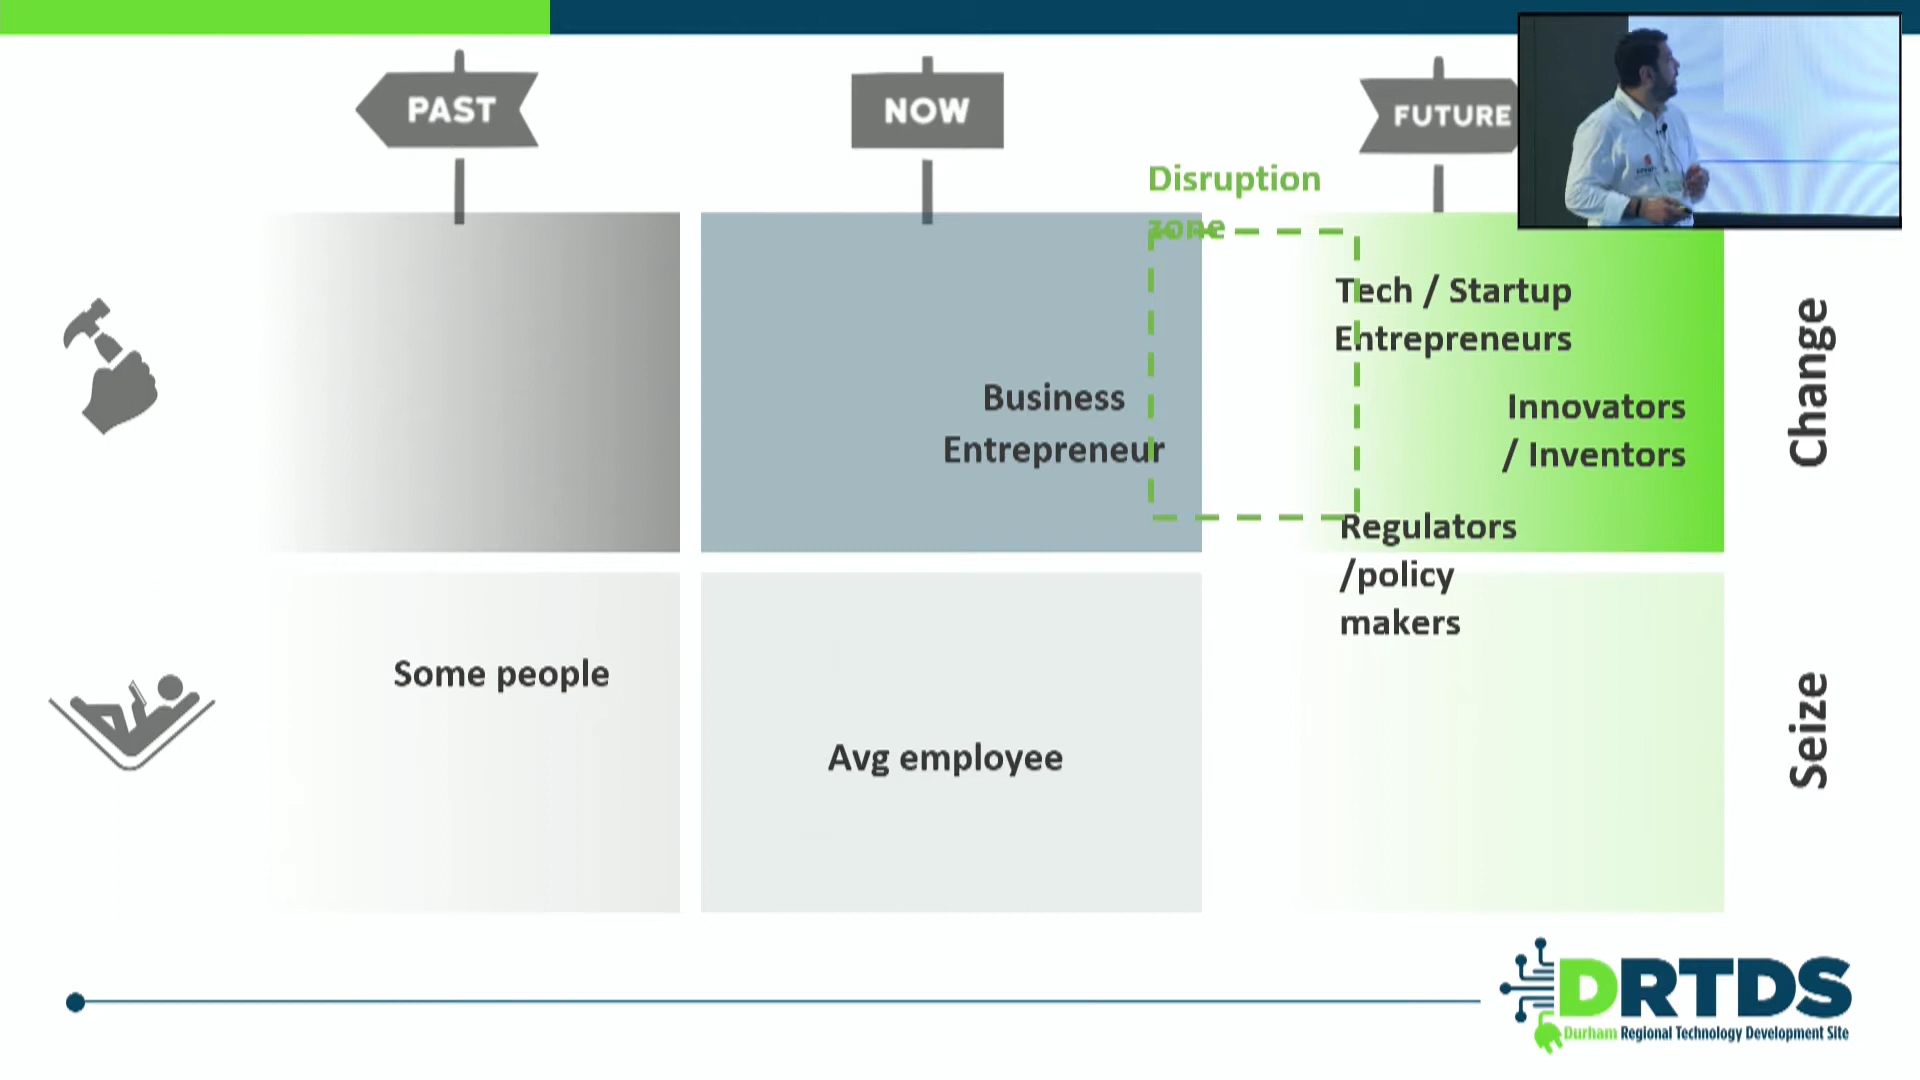 PAST
NOW
FUTURE
Disruption
zone
Tech / Startup
Entrepreneurs
Business
Entrepreneur
Innovators
/ Inventors
Regulators
/policy
makers
Change
Some people
Avg employee
Seize
DRTDS
Durham Regional Technology Development Site